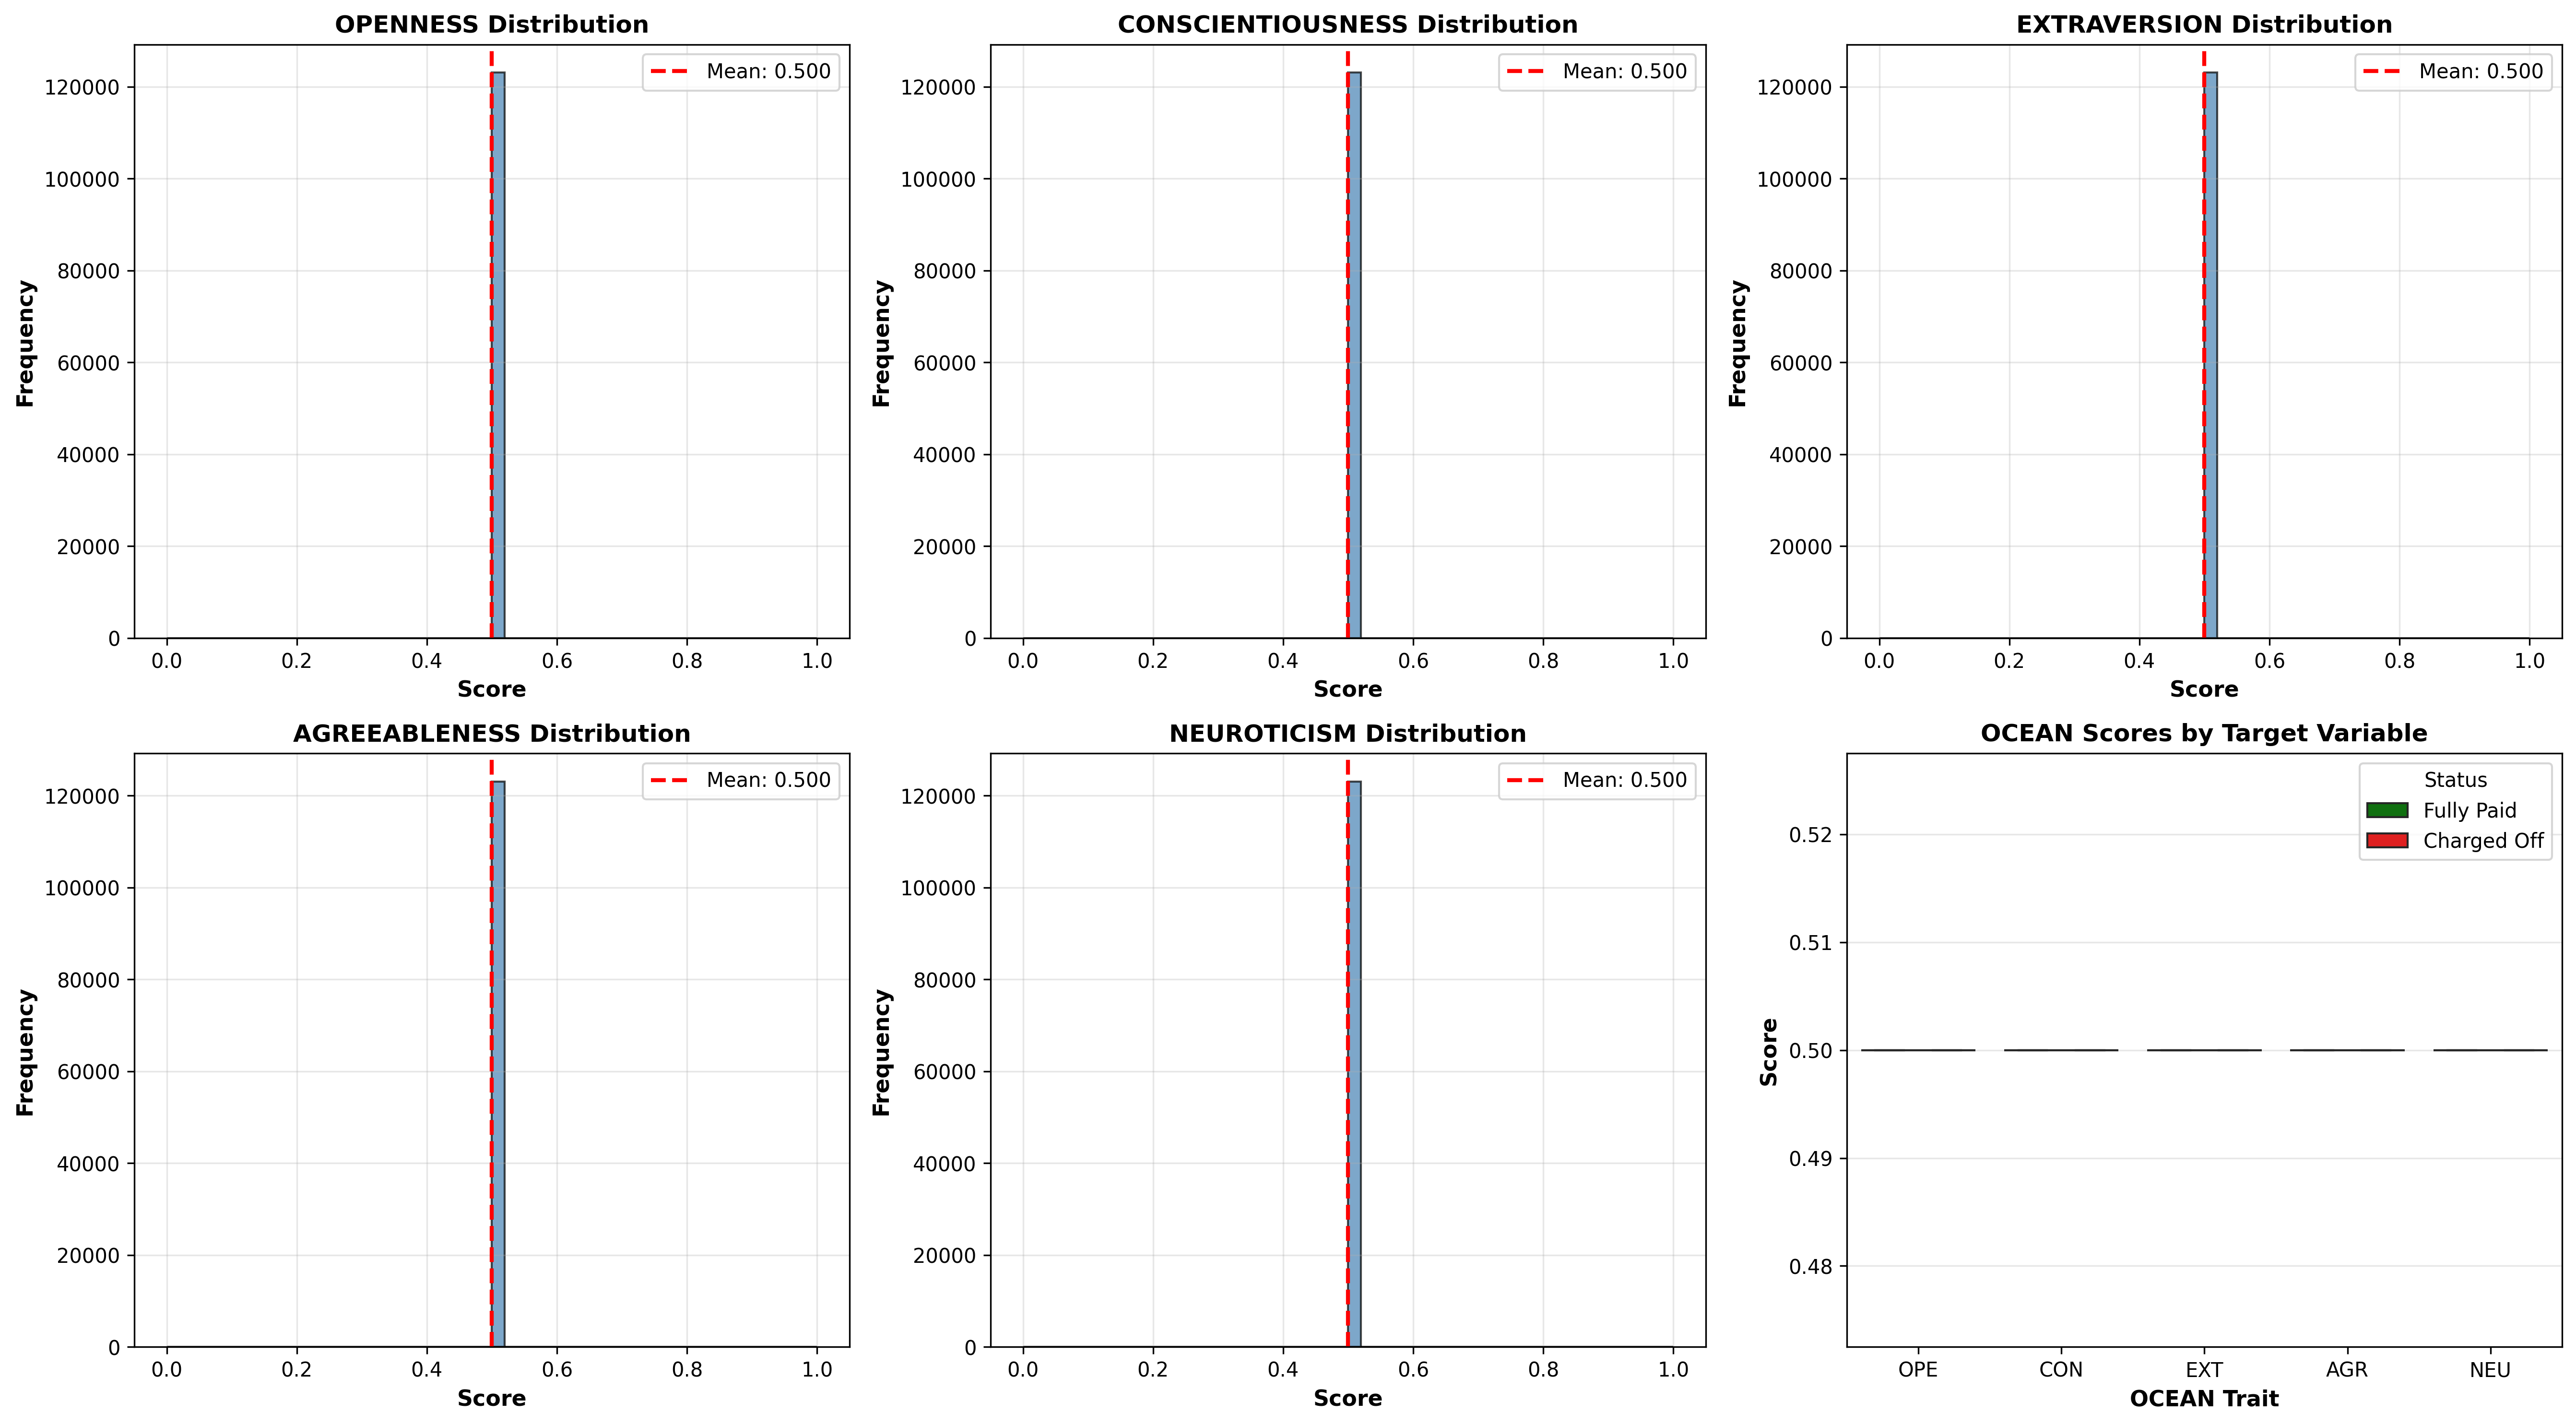 OPENNESS Distribution
Mean: 0.500
120000
100000
80000
60000
40000
20000
0
Frequency
0.0 0.2 0.4 0.6 0.8 1.0
Score
CONSCIENTIOUSNESS Distribution
Mean: 0.500
120000
100000
80000
60000
40000
20000
0
Frequency
0.0 0.2 0.4 0.6 0.8 1.0
Score
EXTRAVERSION Distribution
Mean: 0.500
120000
100000
80000
60000
40000
20000
0
Frequency
0.0 0.2 0.4 0.6 0.8 1.0
Score
AGREEABLENESS Distribution
Mean: 0.500
120000
100000
80000
60000
40000
20000
0
Frequency
0.0 0.2 0.4 0.6 0.8 1.0
Score
NEUROTICISM Distribution
Mean: 0.500
120000
100000
80000
60000
40000
20000
0
Frequency
0.0 0.2 0.4 0.6 0.8 1.0
Score
OCEAN Scores by Target Variable
Status
Fully Paid
Charged Off
0.52
0.51
0.50
0.49
0.48
Score
OPE CON EXT AGR NEU
OCEAN Trait